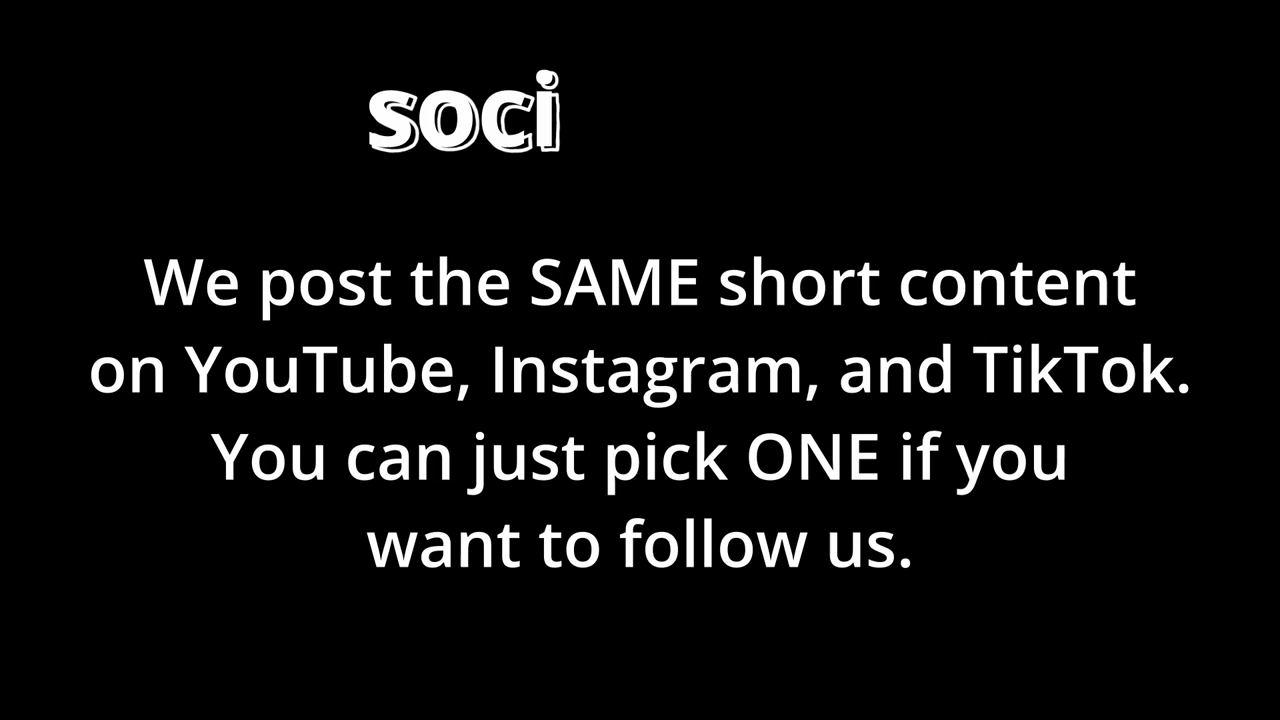 soci
We post the SAME short content
on YouTube, Instagram, and TikTok.
You can just pick ONE if you
want to follow us.